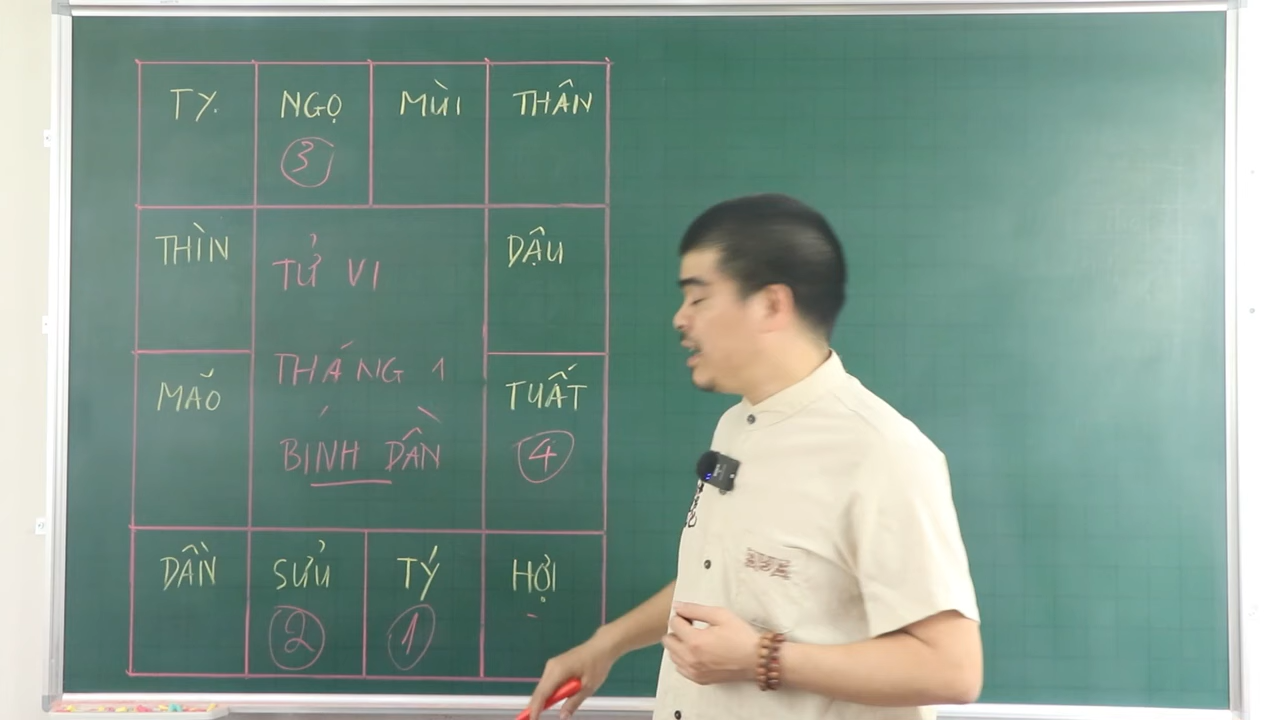 TỴ
NGỌ
MÙI
THÂN
3
THÌN
TỬ VI
DẬU
THÁNG 1
MÃO
TUẤT
BÍNH DẦN
4
DẦN
SỬU
TÝ
HỢI
2
1